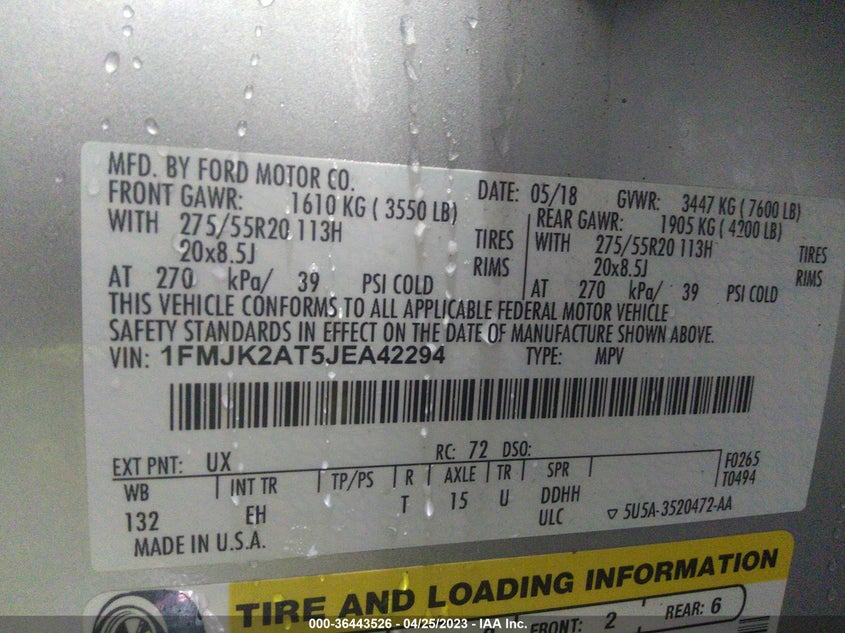 MFD. BY FORD MOTOR CO.
DATE: 05/18 GVWR: 3447 KG ( 7600 LB)
FRONT GAWR: 1610 KG ( 3550 LB)
REAR GAWR: 1905 KG ( 4200 LB)
WITH 275/55R20 113H TIRES
WITH 275/55R20 113H TIRES
20x8.5J RIMS
20x8.5J RIMS
AT 270 kPa/ 39 PSI COLD
AT 270 kPa/ 39 PSI COLD
THIS VEHICLE CONFORMS TO ALL APPLICABLE FEDERAL MOTOR VEHICLE
SAFETY STANDARDS IN EFFECT ON THE DATE OF MANUFACTURE SHOWN ABOVE.
VIN: 1FMJK2AT5JEA42294 TYPE: MPV
EXT PNT: UX RC: 72 DSO:
F0265
T0494
WB INT TR TP/PS R AXLE TR SPR
132 EH T 15 U DDHH
ULC ▽ 5U5A-3520472-AA
MADE IN U.S.A.
TIRE AND LOADING INFORMATION
FRONT: 2 REAR: 6
000-36443526 - 04/25/2023 - IAA Inc.